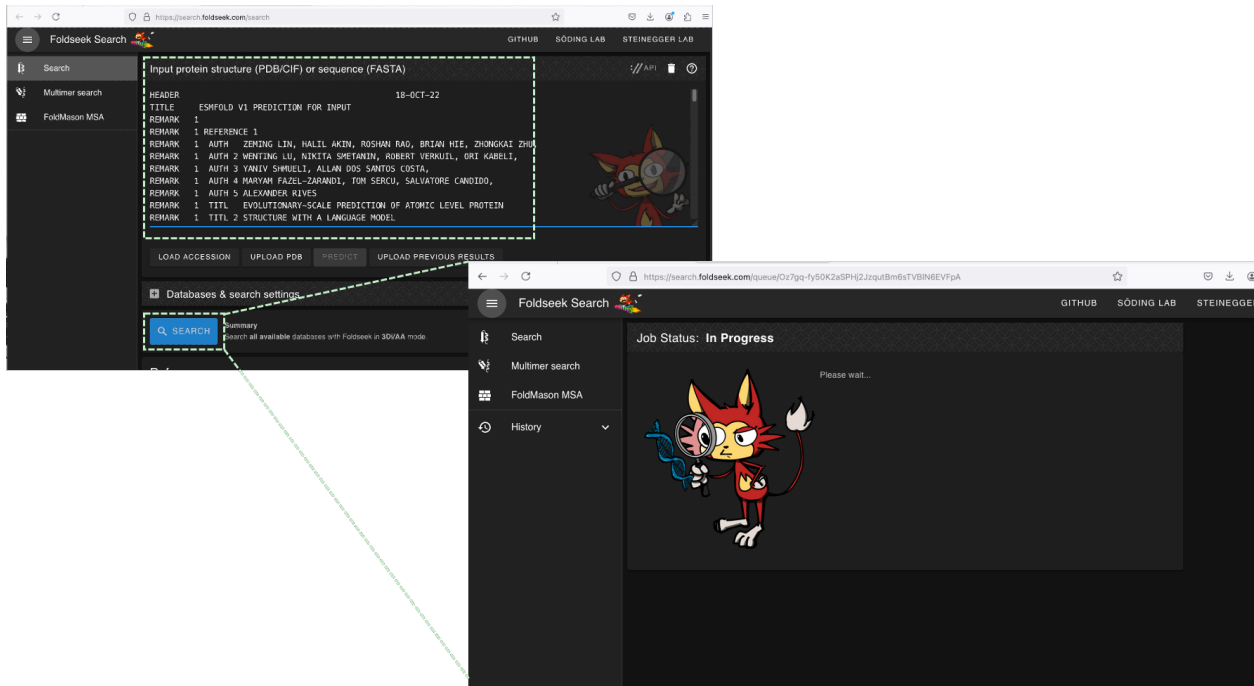 https://search.foldseek.com/search
Foldseek Search
GITHUB SÖDING LAB STEINEGGER LAB
Search
Multimer search
FoldMason MSA
Input protein structure (PDB/CIF) or sequence (FASTA)
:// API
HEADER 18-OCT-22
TITLE ESMFOLD V1 PREDICTION FOR INPUT
REMARK 1
REMARK 1 REFERENCE 1
REMARK 1 AUTH ZEMING LIN, HALIL AKIN, ROSHAN RAO, BRIAN HIE, ZHONGKAI ZHU,
REMARK 1 AUTH 2 WENTING LU, NIKITA SMETANIN, ROBERT VERKUIL, ORI KABELI,
REMARK 1 AUTH 3 YANIV SHMUELI, ALLAN DOS SANTOS COSTA,
REMARK 1 AUTH 4 MARYAM FAZEL-ZARANDI, TOM SERCU, SALVATORE CANDIDO,
REMARK 1 AUTH 5 ALEXANDER RIVES
REMARK 1 TITL EVOLUTIONARY-SCALE PREDICTION OF ATOMIC LEVEL PROTEIN
REMARK 1 TITL 2 STRUCTURE WITH A LANGUAGE MODEL
LOAD ACCESSION UPLOAD PDB PREDICT UPLOAD PREVIOUS RESULTS
Databases & search settings
SEARCH
Summary
Search all available databases with Foldseek in 3Di/AA mode.
Foldseek Search
GITHUB SÖDING LAB STEINEGGER
Search
Multimer search
FoldMason MSA
History
Job Status: In Progress
Please wait...